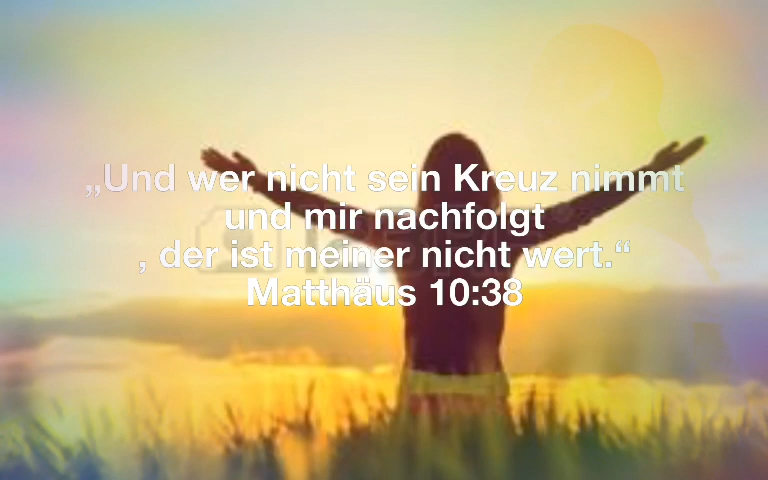 „Und wer nicht sein Kreuz nimmt
und mir nachfolgt
, der ist meiner nicht wert.“
Matthäus 10:38